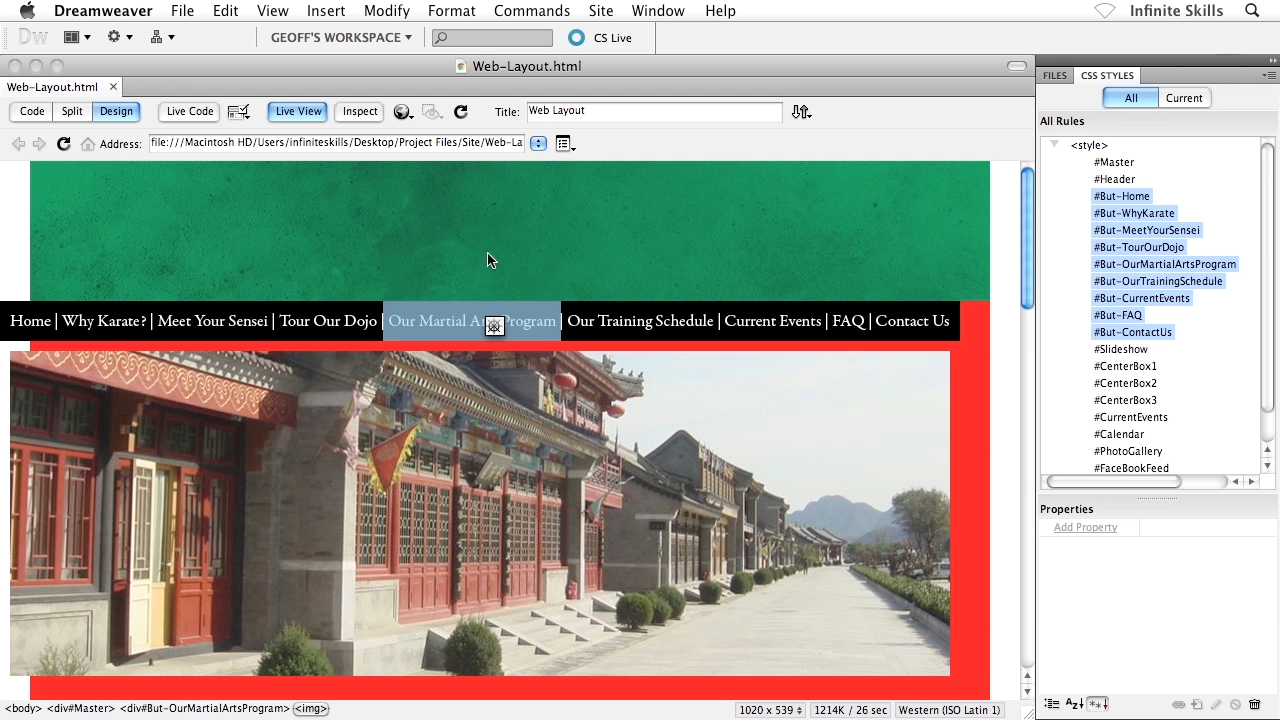 Dreamweaver File Edit View Insert Modify Format Commands Site Window Help Infinite Skills
Dw GEOFF'S WORKSPACE CS Live
Web-Layout.html
Web-Layout.html
FILES CSS STYLES
Code Split Design Live Code Live View Inspect Title: Web Layout
All Current
Address: file:///Macintosh HD/Users/infiniteskills/Desktop/Project Files/Site/Web-La
All Rules
<style>
#Master
#Header
#But-Home
#But-WhyKarate
#But-MeetYourSensei
#But-TourOurDojo
#But-OurMartialArtsProgram
#But-OurTrainingSchedule
#But-CurrentEvents
#But-FAQ
#But-ContactUs
#Slideshow
#CenterBox1
#CenterBox2
#CenterBox3
#CurrentEvents
#Calendar
#PhotoGallery
#FaceBookFeed
Home | Why Karate? | Meet Your Sensei | Tour Our Dojo | Our Martial Arts Program | Our Training Schedule | Current Events | FAQ | Contact Us
Properties
Add Property
<body> <div#Master> <div#But-OurMartialArtsProgram> <img> 1020 x 539 1214K / 26 sec Western (ISO Latin 1)